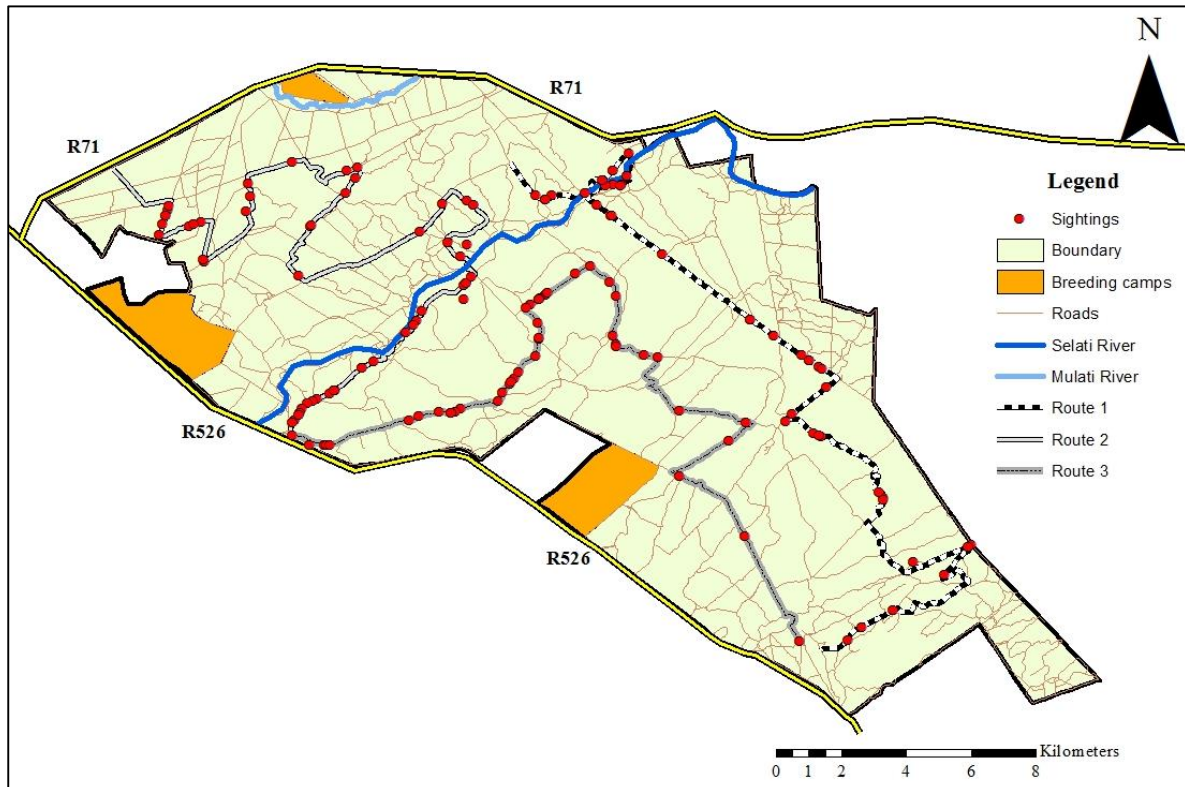 N
R71
R71
Legend
Sightings
Boundary
Breeding camps
Roads
Selati River
Mulati River
Route 1
Route 2
Route 3
R526
R526
Kilometers
0 1 2 4 6 8